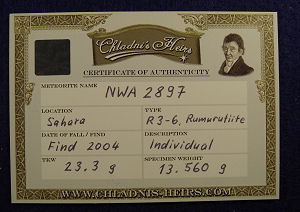 Chladni's Heirs
CERTIFICATE OF AUTHENTICITY
METEORITE NAME
NWA 2897
LOCATION
Sahara
TYPE
R3-6, Rumurutiite
DATE OF FALL / FIND
Find 2004
DESCRIPTION
Individual
TKW
23.3 g
SPECIMEN WEIGHT
13.560 g
WWW.CHLADNIS-HEIRS.COM